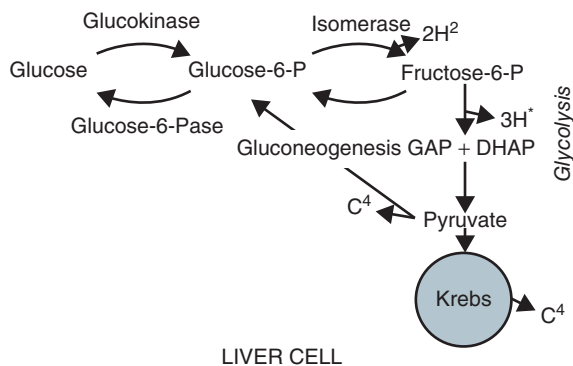 Glucokinase
Isomerase
2H²
Glucose
Glucose-6-P
Fructose-6-P
Glucose-6-Pase
3H*
Gluconeogenesis GAP + DHAP
Glycolysis
C⁴
Pyruvate
Krebs
C⁴
LIVER CELL